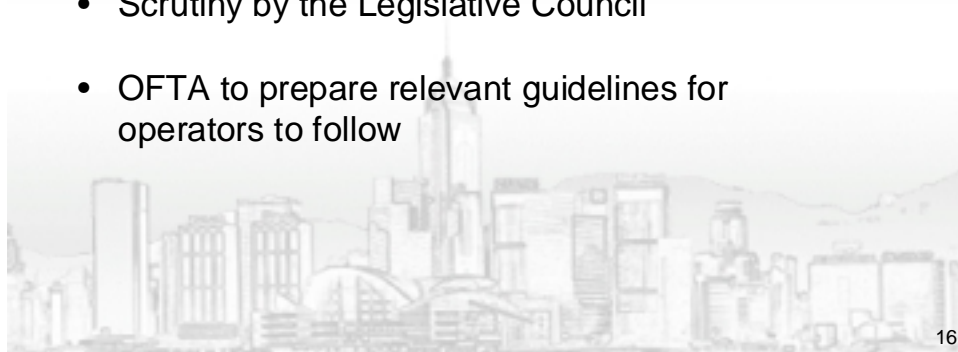 • Scrutiny by the Legislative Council
• OFTA to prepare relevant guidelines for
operators to follow
16